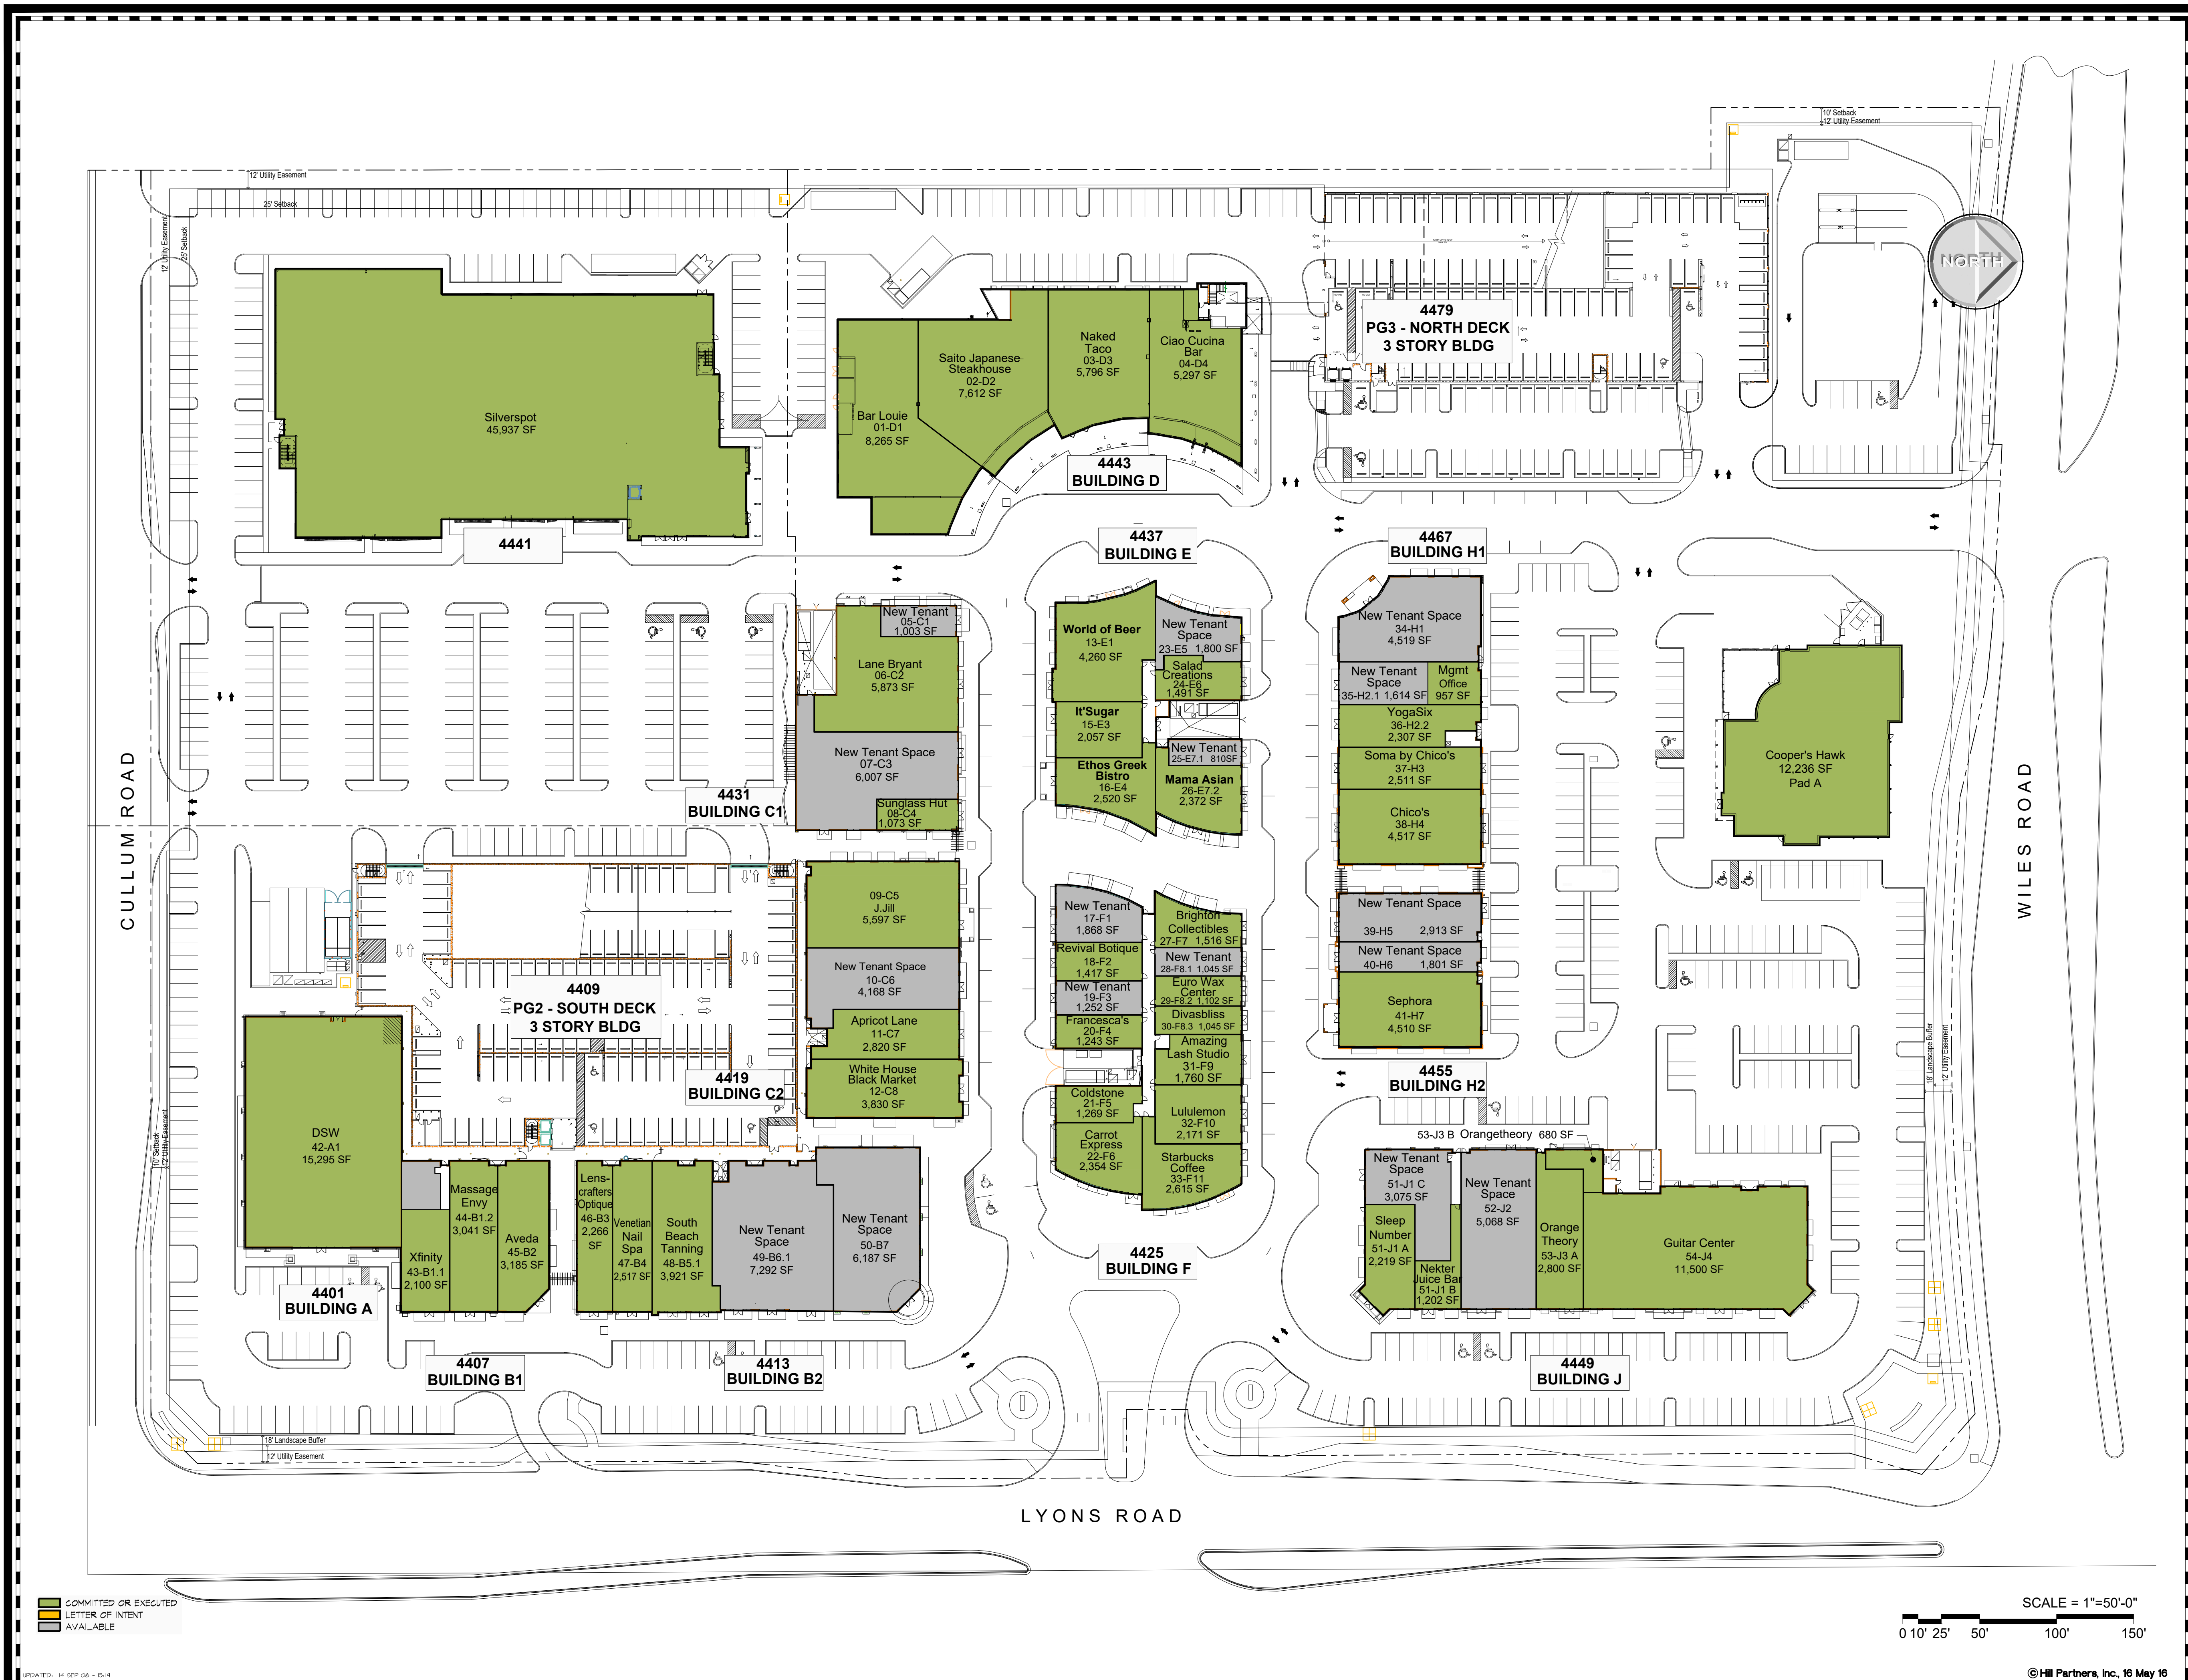 10' Setback
12' Utility Easement
12' Utility Easement
25' Setback
12' Utility Easement
25' Setback
NORTH
4479
PG3 - NORTH DECK
3 STORY BLDG
Silverspot
45,937 SF
4441
Bar Louie
01-D1
8,265 SF
Saito Japanese
Steakhouse
02-D2
7,612 SF
Naked
Taco
03-D3
5,796 SF
Ciao Cucina
Bar
04-D4
5,297 SF
4443
BUILDING D
4437
BUILDING E
4467
BUILDING H1
New Tenant
05-C1
1,003 SF
Lane Bryant
06-C2
5,873 SF
New Tenant Space
07-C3
6,007 SF
Sunglass Hut
08-C4
1,073 SF
4431
BUILDING C1
World of Beer
13-E1
4,260 SF
New Tenant
Space
23-E5 1,800 SF
Salad
Creations
24-E6
1,491 SF
It'Sugar
15-E3
2,057 SF
New Tenant
25-E7.1 810SF
Ethos Greek
Bistro
16-E4
2,520 SF
Mama Asian
26-E7.2
2,372 SF
New Tenant Space
34-H1
4,519 SF
New Tenant
Space
35-H2.1 1,614 SF
Mgmt
Office
957 SF
YogaSix
36-H2.2
2,307 SF
Soma by Chico's
37-H3
2,511 SF
Chico's
38-H4
4,517 SF
Cooper's Hawk
12,236 SF
Pad A
CULLUM ROAD
WILES ROAD
09-C5
J.Jill
5,597 SF
New Tenant Space
10-C6
4,168 SF
Apricot Lane
11-C7
2,820 SF
White House
Black Market
12-C8
3,830 SF
4409
PG2 - SOUTH DECK
3 STORY BLDG
4419
BUILDING C2
New Tenant
17-F1
1,868 SF
Revival Botique
18-F2
1,417 SF
New Tenant
19-F3
1,252 SF
Francesca's
20-F4
1,243 SF
Coldstone
21-F5
1,269 SF
Carrot
Express
22-F6
2,354 SF
Brighton
Collectibles
27-F7 1,516 SF
New Tenant
28-F8.1 1,045 SF
Euro Wax
Center
29-F8.2 1,102 SF
Divasbliss
30-F8.3 1,045 SF
Amazing
Lash Studio
31-F9
1,760 SF
Lululemon
32-F10
2,171 SF
Starbucks
Coffee
33-F11
2,615 SF
4425
BUILDING F
New Tenant Space
39-H5 2,913 SF
New Tenant Space
40-H6 1,801 SF
Sephora
41-H7
4,510 SF
4455
BUILDING H2
18' Landscape Buffer
12' Utility Easement
10' Setback
12' Utility Easement
DSW
42-A1
15,295 SF
4401
BUILDING A
Xfinity
43-B1.1
2,100 SF
Massage
Envy
44-B1.2
3,041 SF
Aveda
45-B2
3,185 SF
4407
BUILDING B1
Lens-
crafters
Optique
46-B3
2,266
SF
Venetian
Nail
Spa
47-B4
2,517 SF
South
Beach
Tanning
48-B5.1
3,921 SF
New Tenant
Space
49-B6.1
7,292 SF
New Tenant
Space
50-B7
6,187 SF
4413
BUILDING B2
53-J3 B Orangetheory 680 SF
New Tenant
Space
51-J1 C
3,075 SF
Sleep
Number
51-J1 A
2,219 SF
Nekter
Juice Bar
51-J1 B
1,202 SF
New Tenant
Space
52-J2
5,068 SF
Orange
Theory
53-J3 A
2,800 SF
Guitar Center
54-J4
11,500 SF
4449
BUILDING J
18' Landscape Buffer
12' Utility Easement
LYONS ROAD
COMMITTED OR EXECUTED
LETTER OF INTENT
AVAILABLE
SCALE = 1"=50'-0"
0 10' 25' 50' 100' 150'
UPDATED: 14 SEP 06 - 15:19
© Hill Partners, Inc., 16 May 16